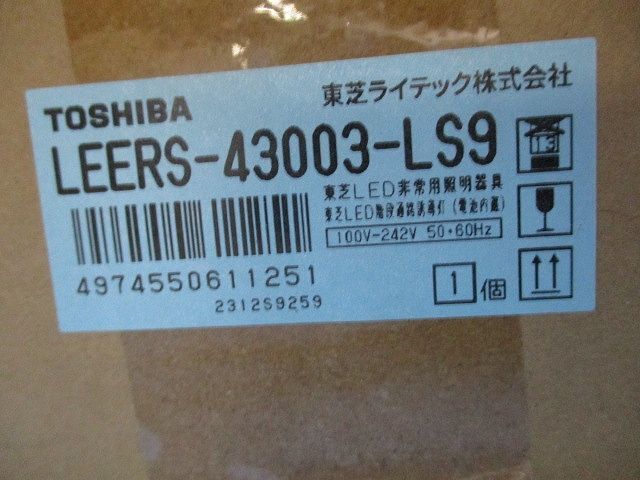 TOSHIBA 東芝ライテック株式会社
LEERS-43003-LS9
東芝LED非常用照明器具
東芝LED階段通路誘導灯(電池内蔵)
100V-242V 50・60Hz
4974550611251
2312S9259
1個
13